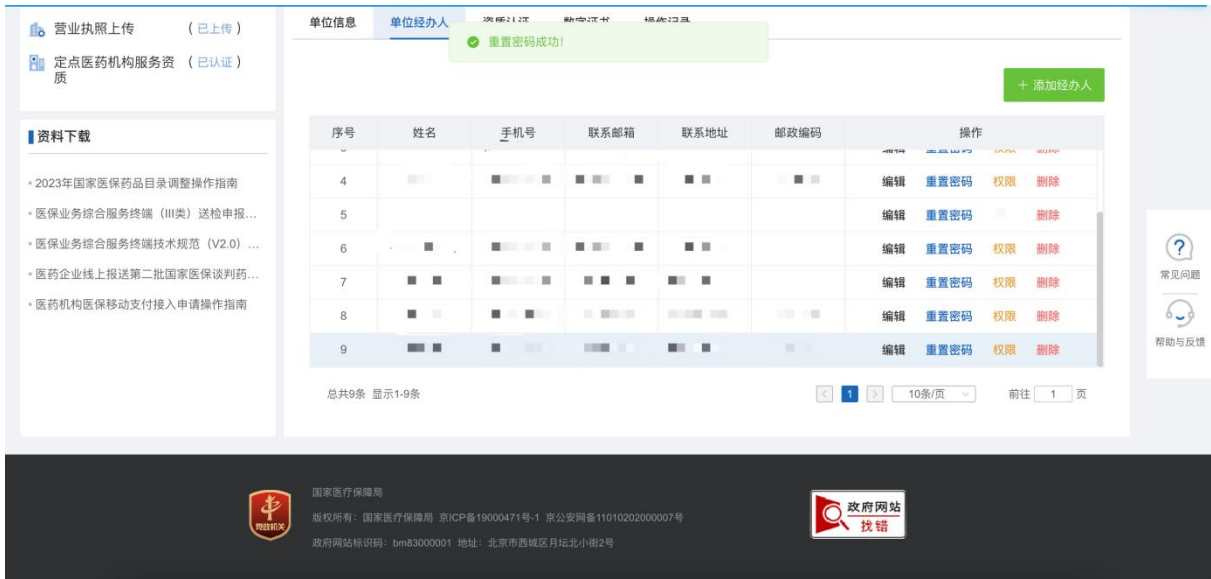 营业执照上传 （已上传）
定点医药机构服务资质 （已认证）
资料下载
• 2023年国家医保药品目录调整操作指南
• 医保业务综合服务终端（III类）送检申报...
• 医保业务综合服务终端技术规范（V2.0）...
• 医药企业线上报送第二批国家医保谈判药...
• 医药机构医保移动支付接入申请操作指南
单位信息 单位经办人 资质认证 数字证书 操作记录
重置密码成功!
+ 添加经办人
序号 姓名 手机号 联系邮箱 联系地址 邮政编码 操作
4 编辑 重置密码 权限 删除
5 编辑 重置密码 删除
6 编辑 重置密码 权限 删除
7 编辑 重置密码 权限 删除
8 编辑 重置密码 权限 删除
9 编辑 重置密码 权限 删除
总共9条 显示1-9条 < 1 > 10条/页 前往 1 页
常见问题
帮助与反馈
党政机关
国家医疗保障局
版权所有：国家医疗保障局 京ICP备19000471号-1 京公安网备11010202000007号
政府网站标识码：bm83000001 地址：北京市西城区月坛北小街2号
政府网站
找错